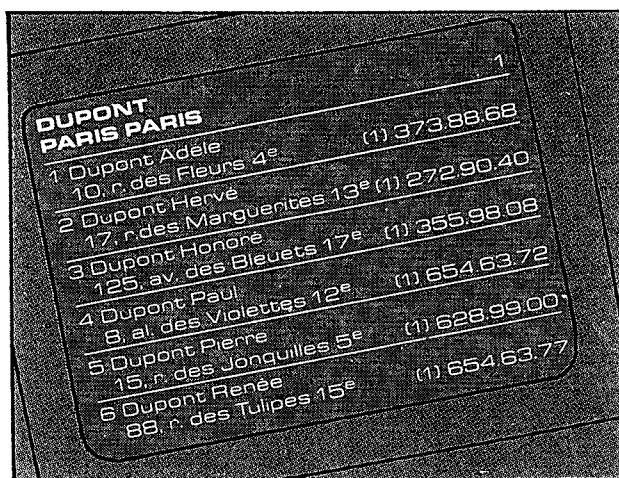 1
DUPONT
PARIS PARIS
1 Dupont Adéle
10, r. des Fleurs 4e (1) 373.88.68
2 Dupont Hervé
17, r.des Margüerites 13e (1) 272.90.40
3 Dupont Honoré
125, av. des Bleuets 17e (1) 355.98.08
4 Dupont Paul
8, al. des Violettes 12e (1) 654.63.72
5 Dupont Pierre
15, r. des Jonquilles 5e (1) 628.99.00
6 Dupont Renée
88, r. des Tulipes 15e (1) 654.63.77